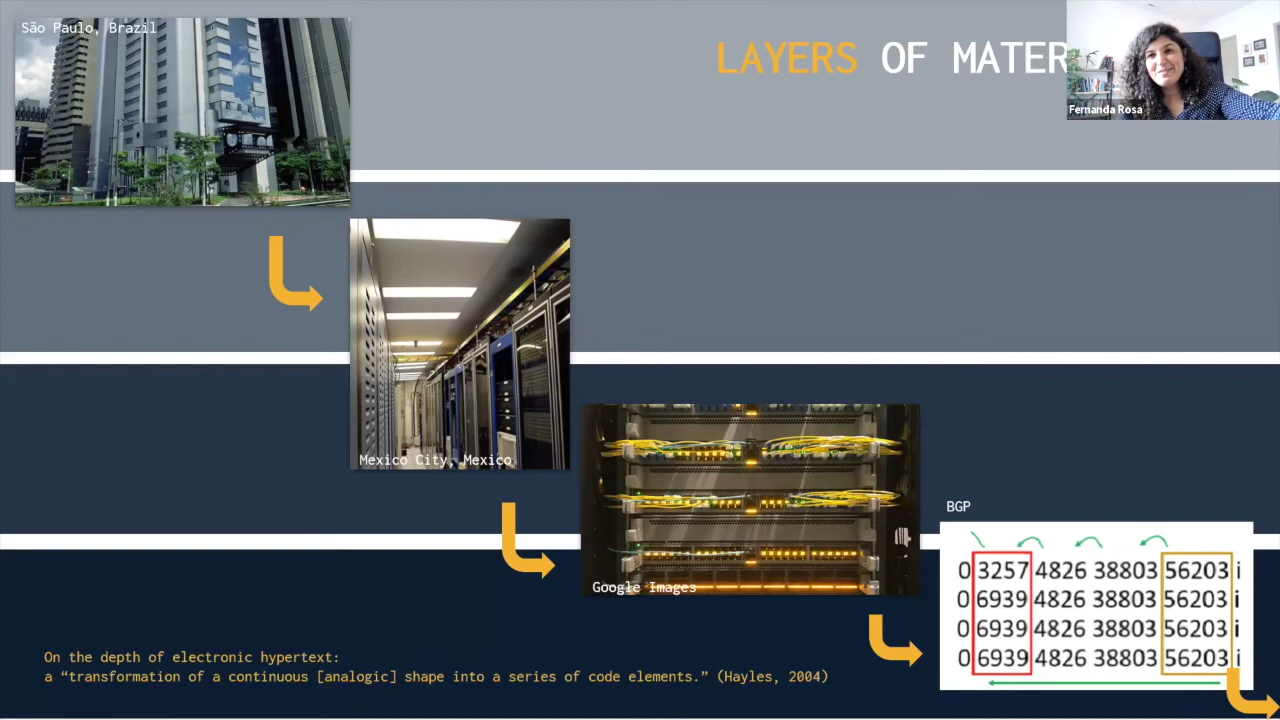 São Paulo, Brazil
LAYERS OF MATER
Fernanda Rosa
Mexico City, Mexico
Google Images
BGP
0 3257 4826 38803 56203 i
0 6939 4826 38803 56203 i
0 6939 4826 38803 56203 i
0 6939 4826 38803 56203 i
On the depth of electronic hypertext:
a “transformation of a continuous [analogic] shape into a series of code elements.” (Hayles, 2004)